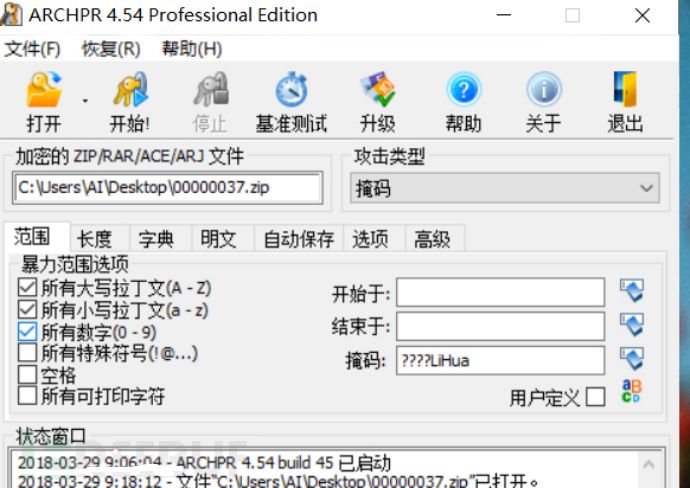 ARCHPR 4.54 Professional Edition
文件(F) 恢复(R) 帮助(H)
打开 开始! 停止 基准测试 升级 帮助 关于 退出
加密的 ZIP/RAR/ACE/ARJ 文件
C:\Users\AI\Desktop\00000037.zip
攻击类型
掩码
范围 长度 字典 明文 自动保存 选项 高级
暴力范围选项
所有大写拉丁文(A - Z)
所有小写拉丁文(a - z)
所有数字(0 - 9)
所有特殊符号(!@...)
空格
所有可打印字符
开始于:
结束于:
掩码: ????LiHua
用户定义
状态窗口
2018-03-29 9:06:04 - ARCHPR 4.54 build 45 已启动
2018-03-29 9:18:12 - 文件“C:\Users\AI\Desktop\00000037.zip”已打开。